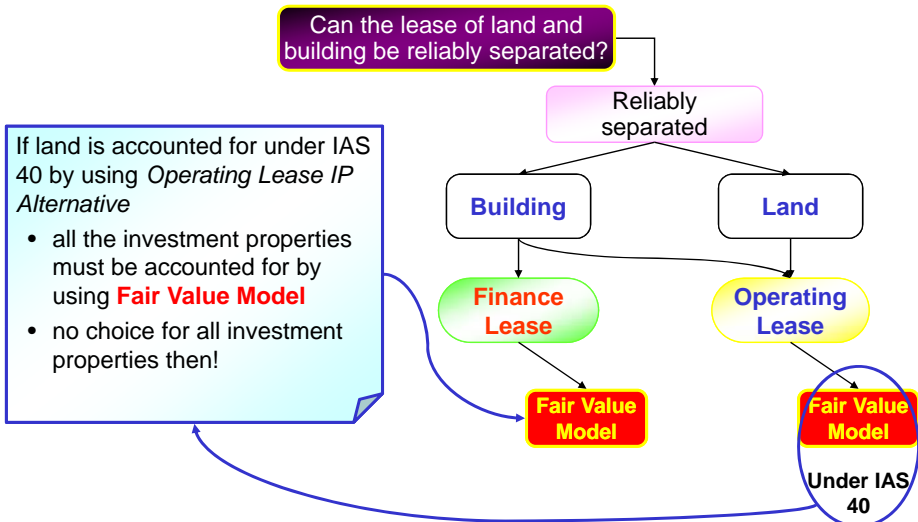 Can the lease of land and
building be reliably separated?
Reliably
separated
If land is accounted for under IAS
40 by using Operating Lease IP
Alternative
• all the investment properties
must be accounted for by
using Fair Value Model
• no choice for all investment
properties then!
Building
Land
Finance
Lease
Operating
Lease
Fair Value
Model
Fair Value
Model
Under IAS
40